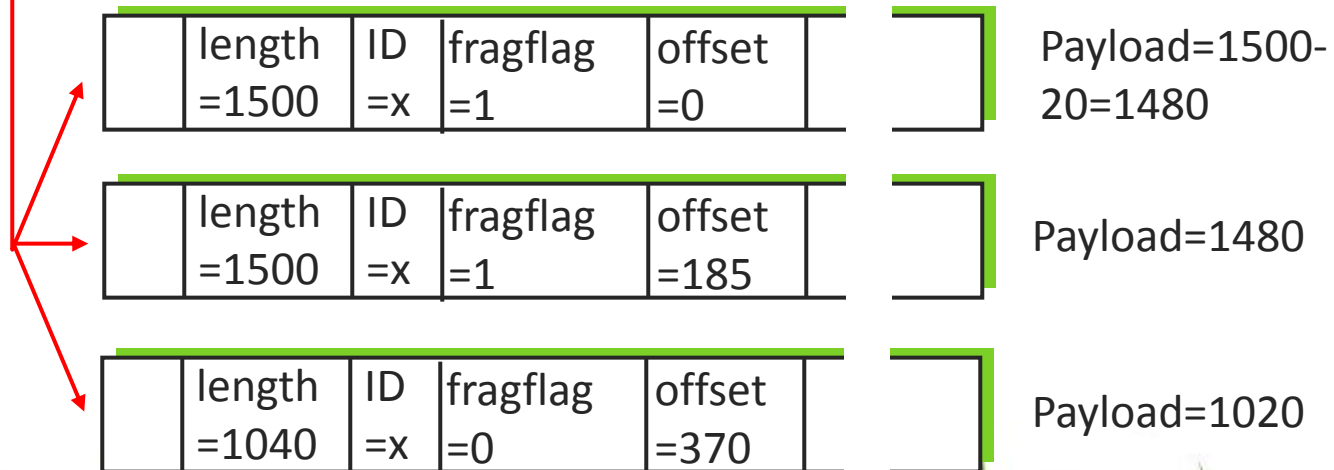 length ID fragflag offset Payload=1500-
=1500 =x =1 =0 20=1480
length ID fragflag offset Payload=1480
=1500 =x =1 =185
length ID fragflag offset Payload=1020
=1040 =x =0 =370